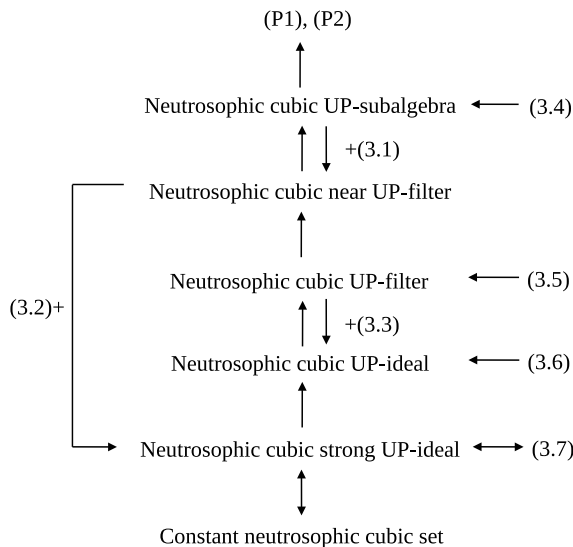 (P1), (P2)
Neutrosophic cubic UP-subalgebra
(3.4)
+(3.1)
Neutrosophic cubic near UP-filter
Neutrosophic cubic UP-filter
(3.5)
(3.2)+
+(3.3)
Neutrosophic cubic UP-ideal
(3.6)
Neutrosophic cubic strong UP-ideal
(3.7)
Constant neutrosophic cubic set